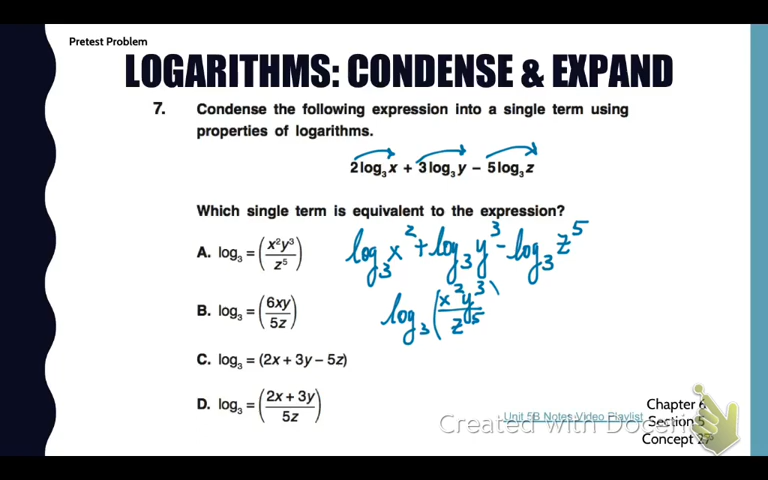 Pretest Problem
LOGARITHMS: CONDENSE & EXPAND
7. Condense the following expression into a single term using
properties of logarithms.
2log₃x + 3log₃y − 5log₃z
Which single term is equivalent to the expression?
A. log₃ = (x²y³/z⁵)
log₃x² + log₃y³ − log₃z⁵
B. log₃ = (6xy/5z)
log₃(x²y³/z⁵
C. log₃ = (2x + 3y − 5z)
D. log₃ = (2x + 3y/5z)
Unit 5B Notes Video Playlist
Chapter 6
Section 5
Concept 27
Created with Doceri